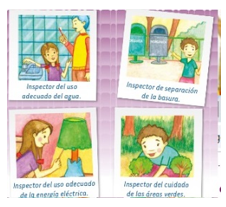 Inspector del uso
adecuado del agua.
Inspector de separación
de la basura.
Inspector del uso adecuado
de la energía eléctrica.
Inspector del cuidado
de las áreas verdes.